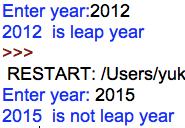 Enter year:2012
2012  is leap year
>>>
 RESTART: /Users/yuk
Enter year: 2015
2015  is not leap year